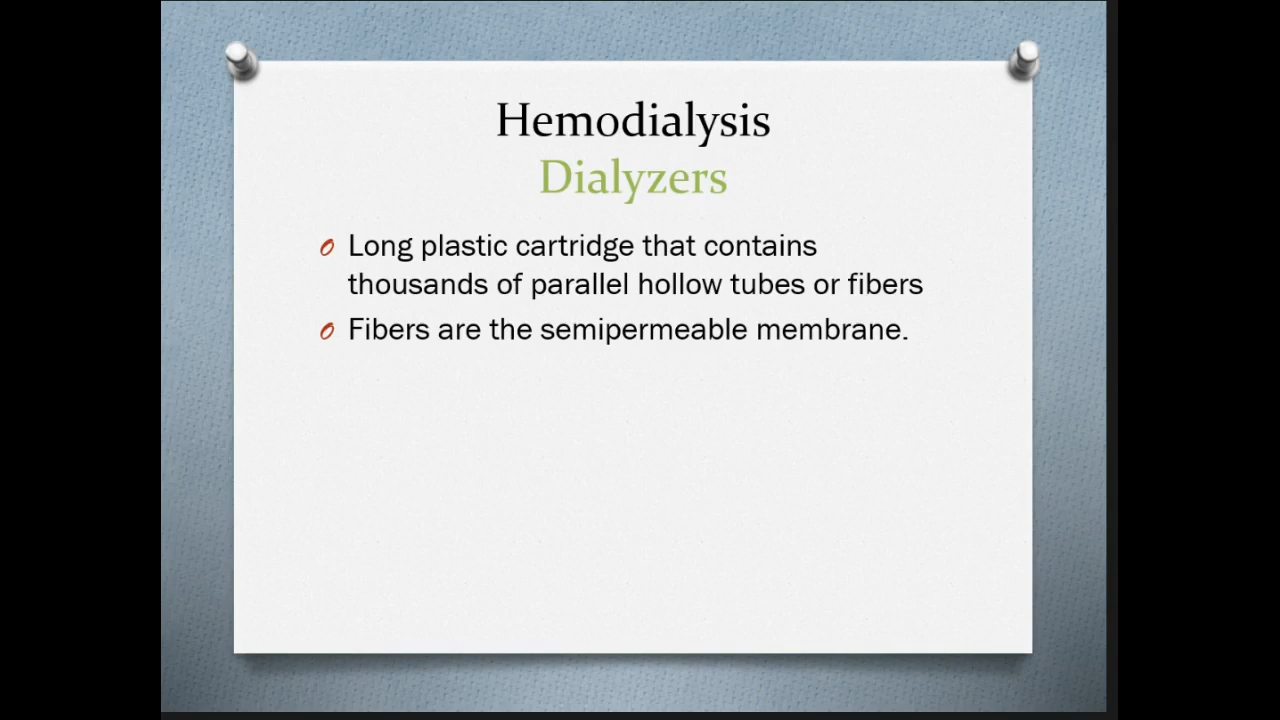 Hemodialysis
Dialyzers
Long plastic cartridge that contains
thousands of parallel hollow tubes or fibers
Fibers are the semipermeable membrane.